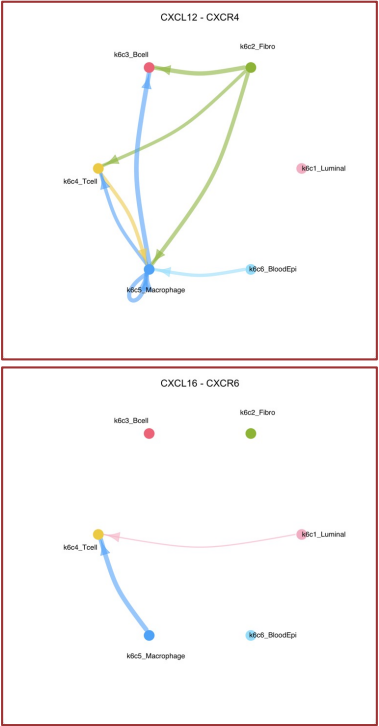 CXCL12 - CXCR4
k6c2_Fibro
k6c3_Bcell
k6c1_Luminal
k6c4_Tcell
k6c6_BloodEpi
k6c5_Macrophage
CXCL16 - CXCR6
k6c2_Fibro
k6c3_Bcell
k6c1_Luminal
k6c4_Tcell
k6c6_BloodEpi
k6c5_Macrophage